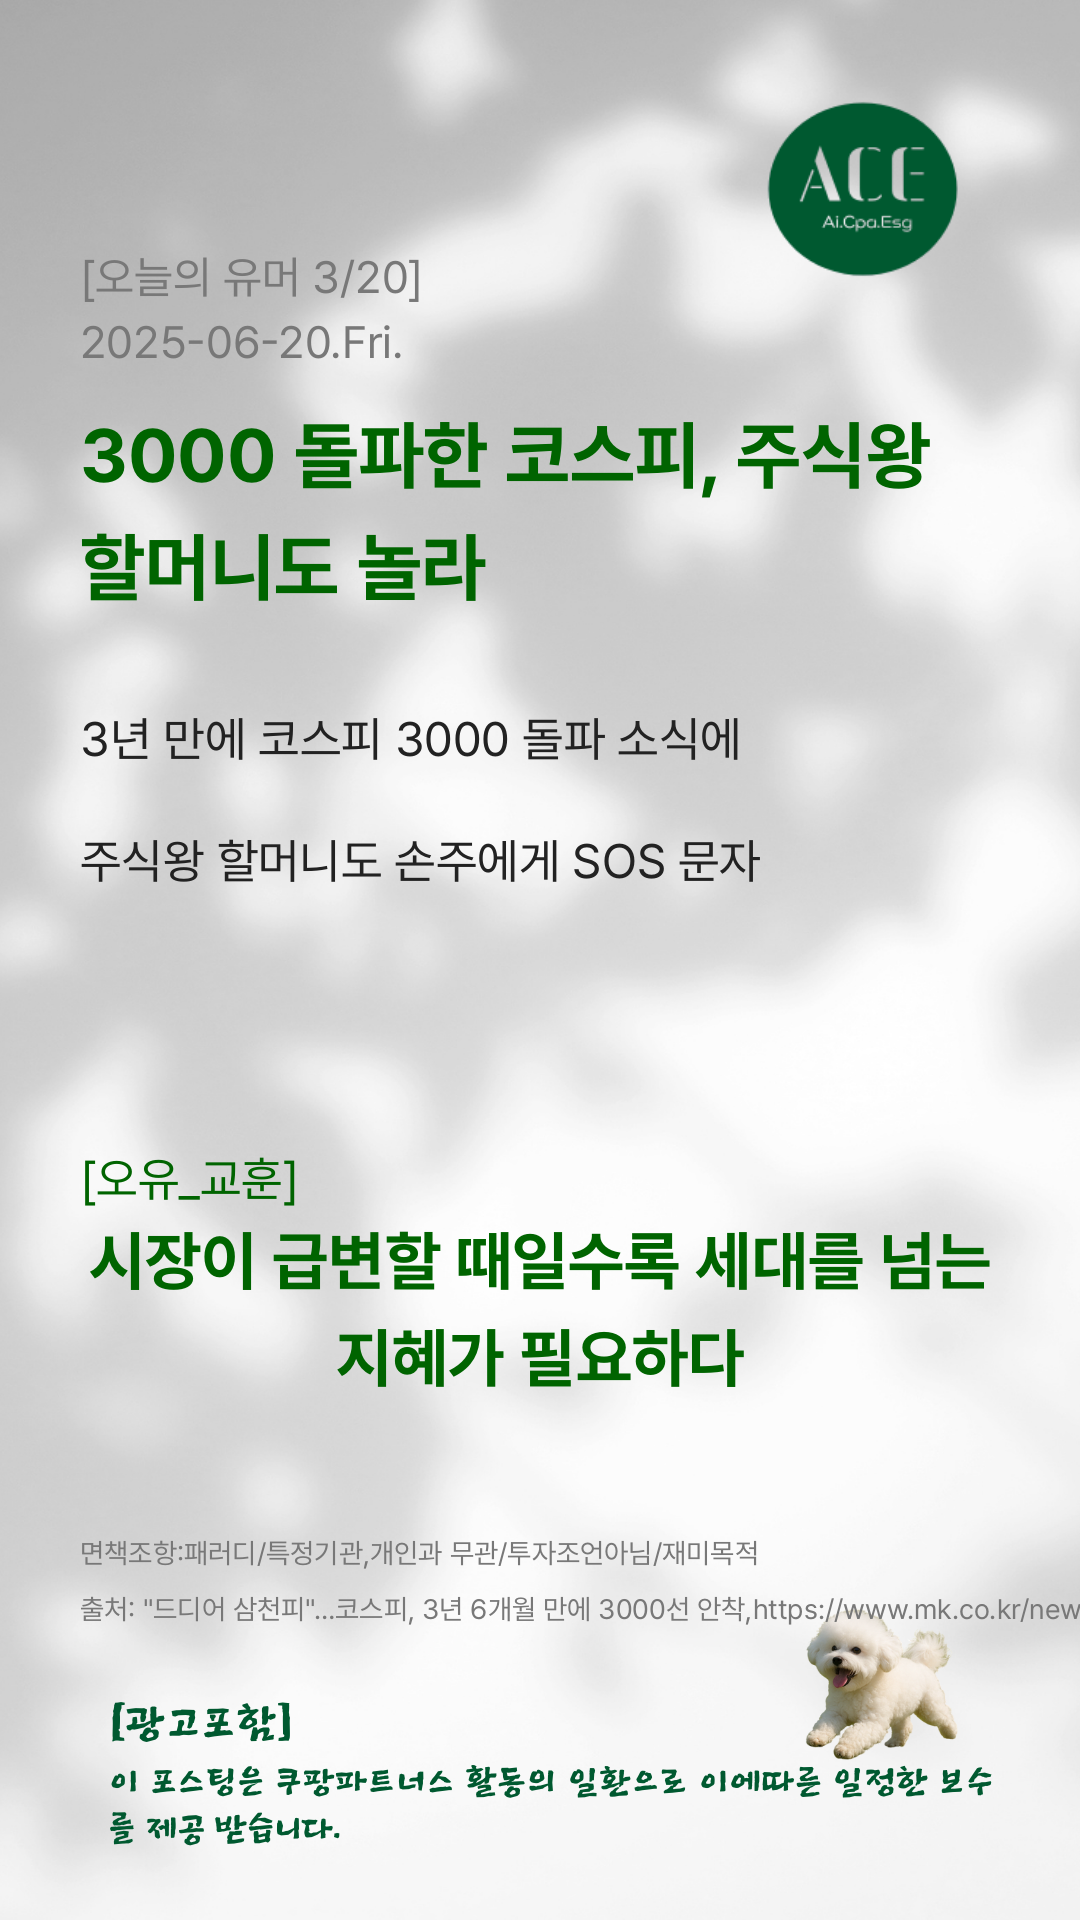 ACE
Ai.Cpa.Esg
[오늘의 유머 3/20]
2025-06-20.Fri.
3000 돌파한 코스피, 주식왕
할머니도 놀라
3년 만에 코스피 3000 돌파 소식에
주식왕 할머니도 손주에게 SOS 문자
[오유_교훈]
시장이 급변할 때일수록 세대를 넘는
지혜가 필요하다
면책조항:패러디/특정기관,개인과 무관/투자조언아님/재미목적
출처: "드디어 삼천피"...코스피, 3년 6개월 만에 3000선 안착,https://www.mk.co.kr/new
[광고포함]
이 포스팅은 쿠팡파트너스 활동의 일환으로 이에따른 일정한 보수
를 제공 받습니다.